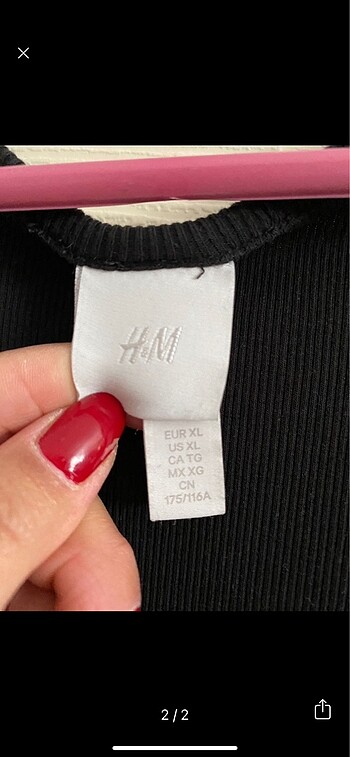 H&M
EUR XL
US XL
CA TG
MX XG
CN
175/116A
2/2